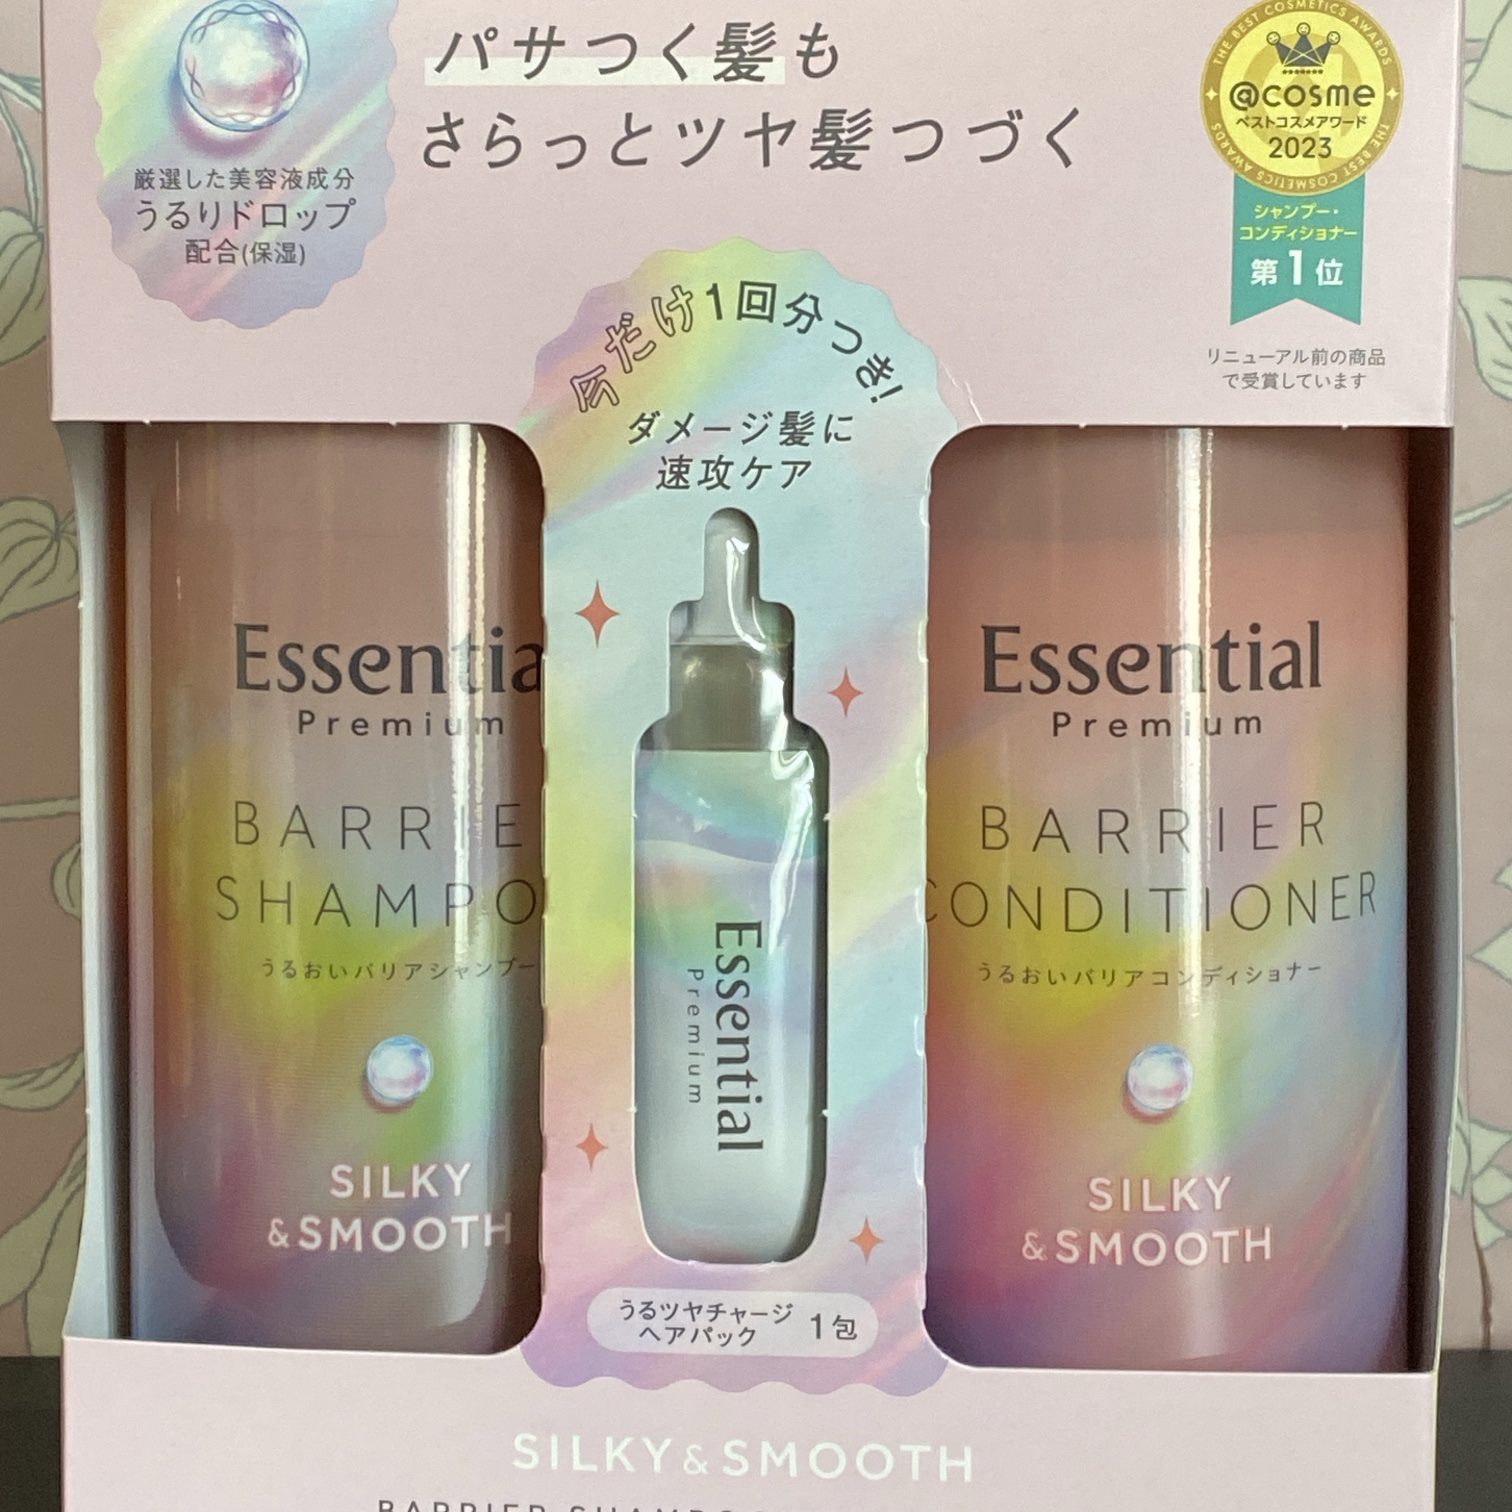 パサつく髪も
さらっとツヤ髪つづく
厳選した美容液成分
うるりドロップ
配合(保湿)
THE BEST COSMETICS AWARDS
@cosme
ベストコスメアワード
2023
THE BEST COSMETICS AWARDS
シャンプー・
コンディショナー
第1位
リニューアル前の商品
で受賞しています
今だけ1回分つき!
ダメージ髪に
速攻ケア
Essentia
Premium
BARRIE
SHAMPO
うるおいバリアシャンプー
SILKY
&SMOOTH
Essential
Premium
うるツヤチャージ
ヘアパック
1包
Essential
Premium
BARRIER
CONDITIONER
うるおいバリアコンディショナー
SILKY
&SMOOTH
SILKY&SMOOTH
BARRIER SHAMPO